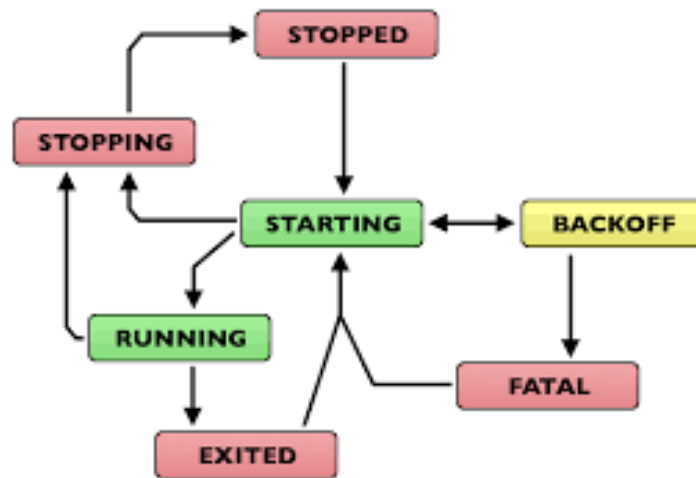 STOPPED
STOPPING
STARTING
BACKOFF
RUNNING
FATAL
EXITED